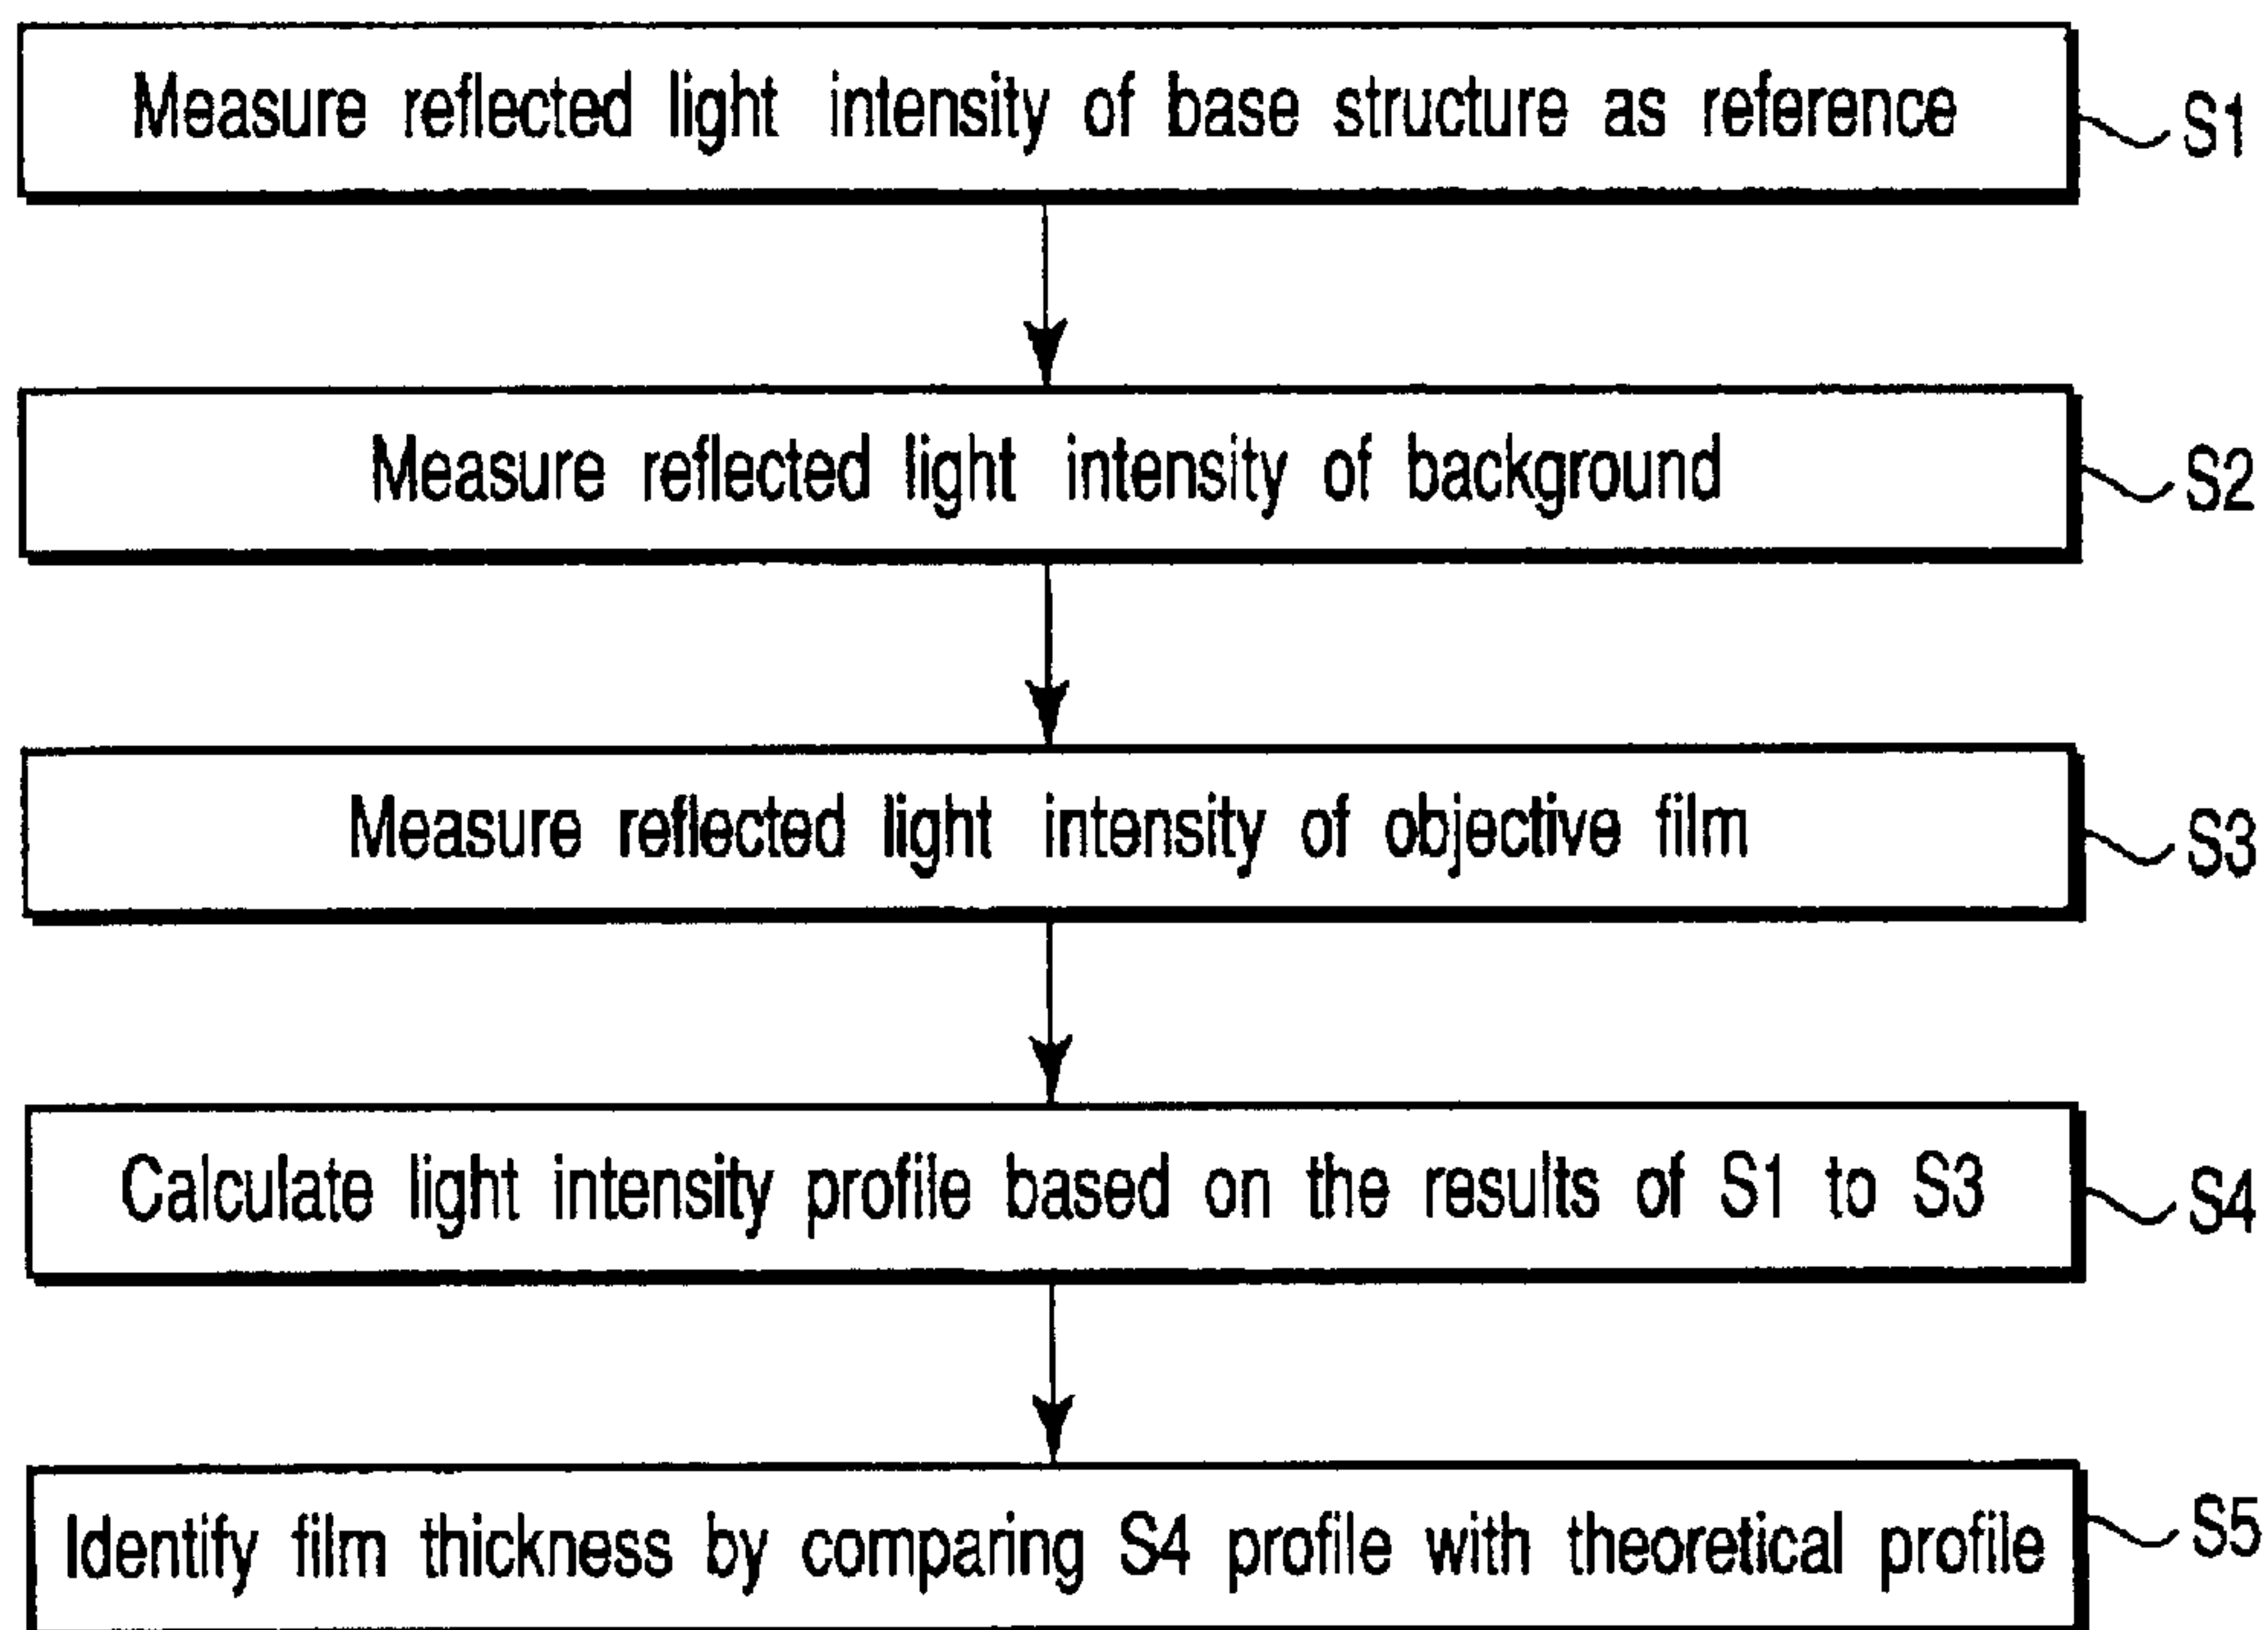 Measure reflected light intensity of base structure as reference
S1
Measure reflected light intensity of background
S2
Measure reflected light intensity of objective film
S3
Calculate light intensity profile based on the results of S1 to S3
S4
Identify film thickness by comparing S4 profile with theoretical profile
S5